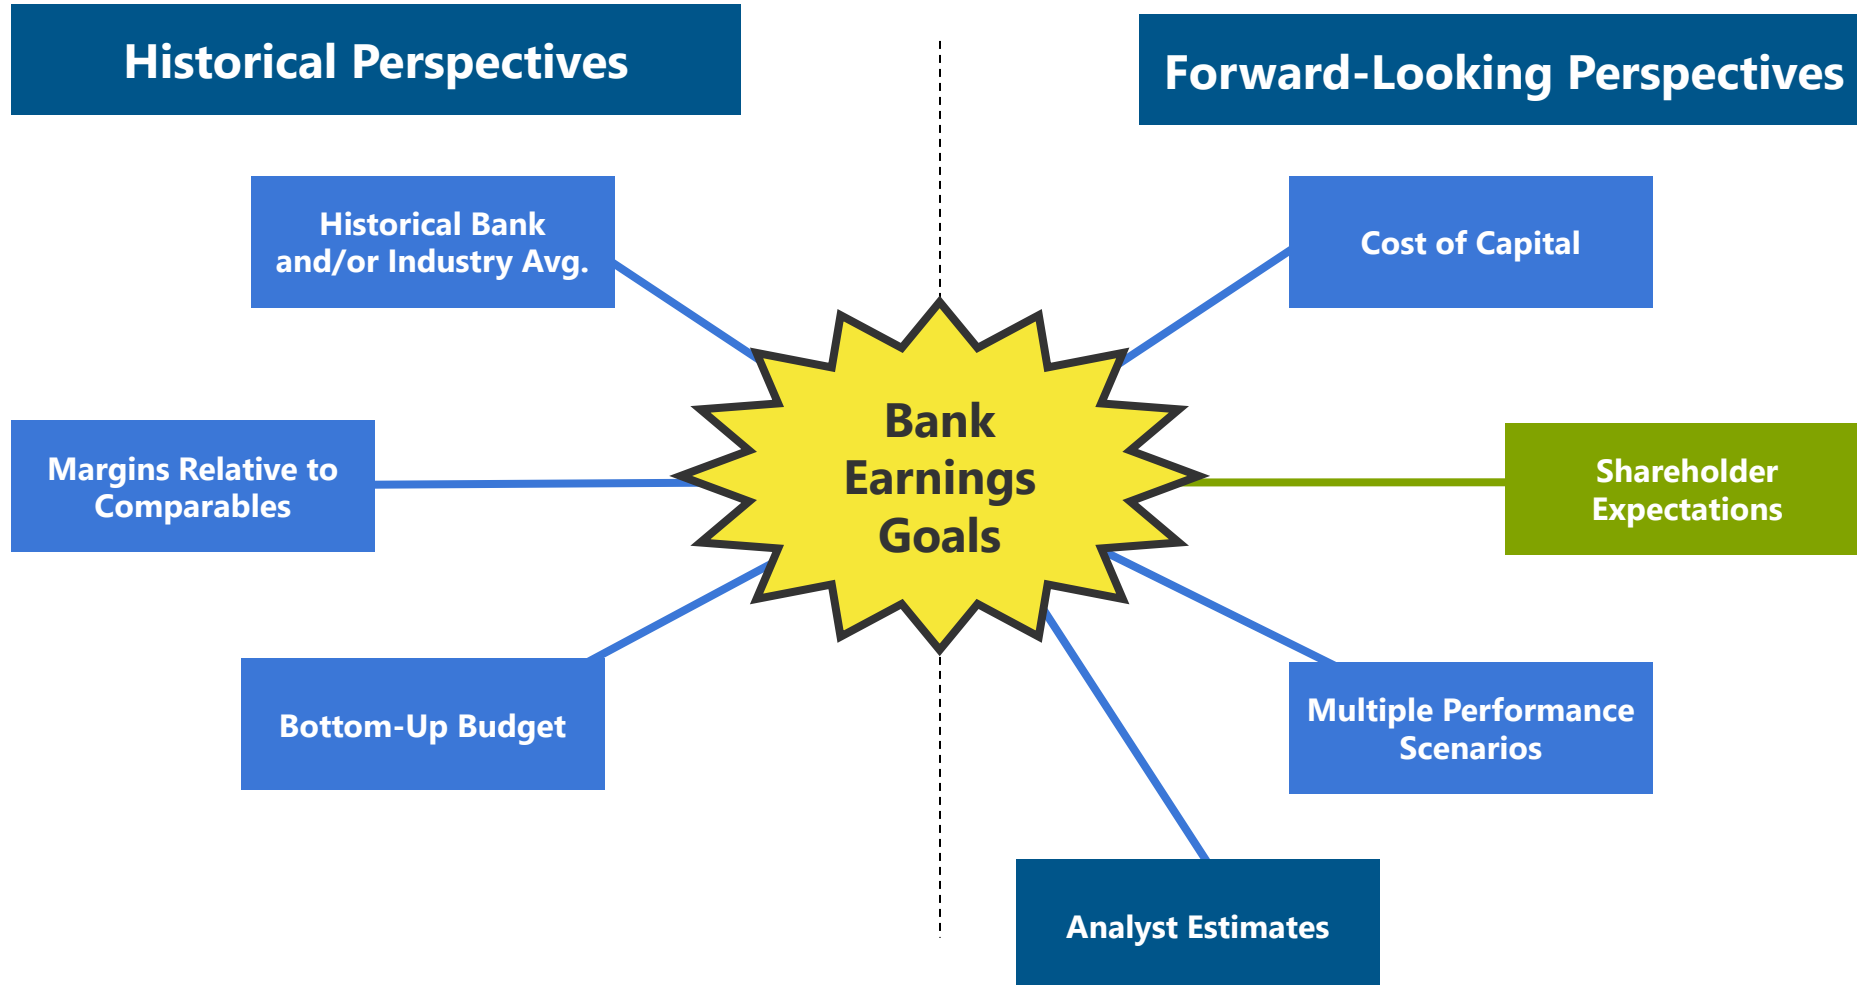 Historical Perspectives
Forward-Looking Perspectives
Historical Bank
and/or Industry Avg.
Cost of Capital
Margins Relative to
Comparables
Bank
Earnings
Goals
Shareholder
Expectations
Bottom-Up Budget
Multiple Performance
Scenarios
Analyst Estimates